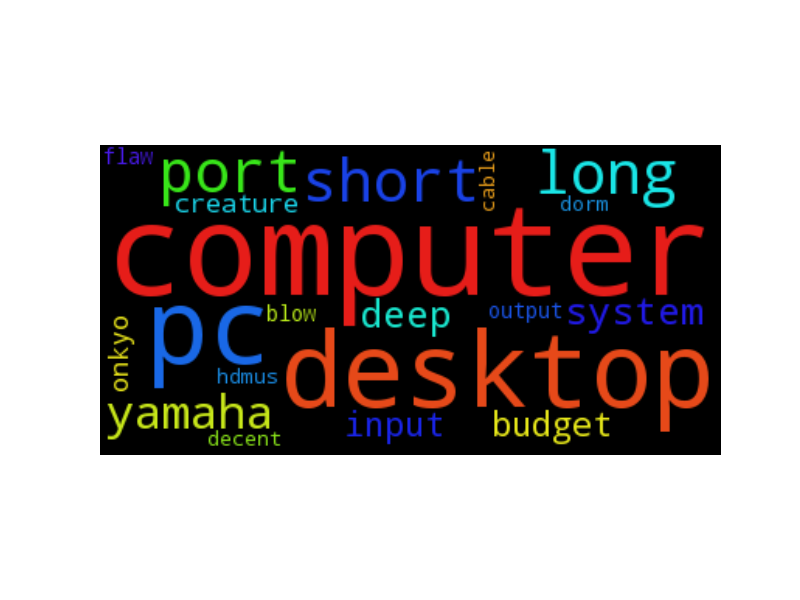 flaw
port
short
cable
long
creature
dorm
computer
onkyo
pc
blow
deep
output
system
hdmus
desktop
yamaha
decent
input
budget